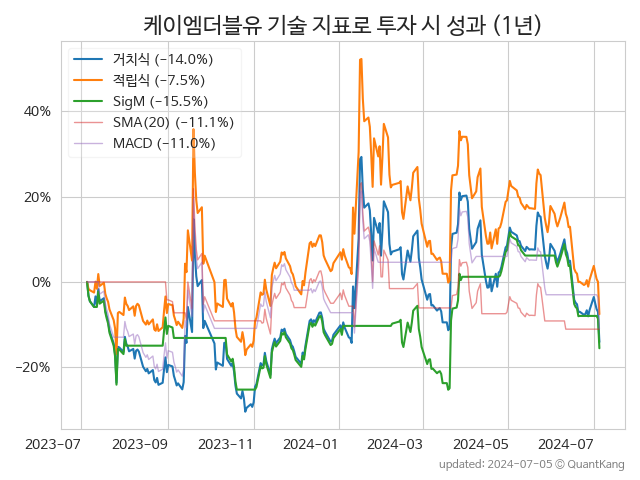 케이엠더블유 기술 지표로 투자 시 성과 (1년)
거치식 (−14.0%)
적립식 (−7.5%)
SigM (−15.5%)
SMA(20) (−11.1%)
MACD (−11.0%)
40%
20%
0%
−20%
2023-07 2023-09 2023-11 2024-01 2024-03 2024-05 2024-07
updated: 2024-07-05 © QuantKang